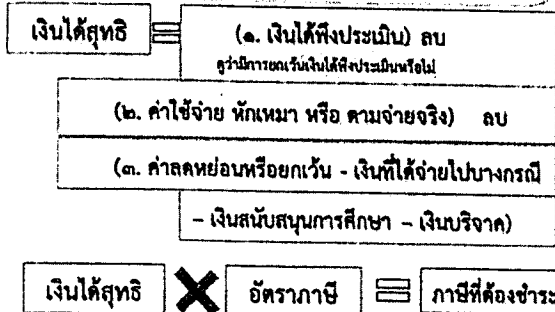 เงินได้สุทธิ = (๑. เงินได้พึงประเมิน) ลบ
ดูว่ามีการยกเว้นเงินได้พึงประเมินหรือไม่
(๒. ค่าใช้จ่าย หักเหมา หรือ ตามจ่ายจริง) ลบ
(๓. ค่าลดหย่อนหรือยกเว้น - เงินที่ได้จ่ายไปบางกรณี
– เงินสนับสนุนการศึกษา – เงินบริจาค)
เงินได้สุทธิ X อัตราภาษี = ภาษีที่ต้องชำระ